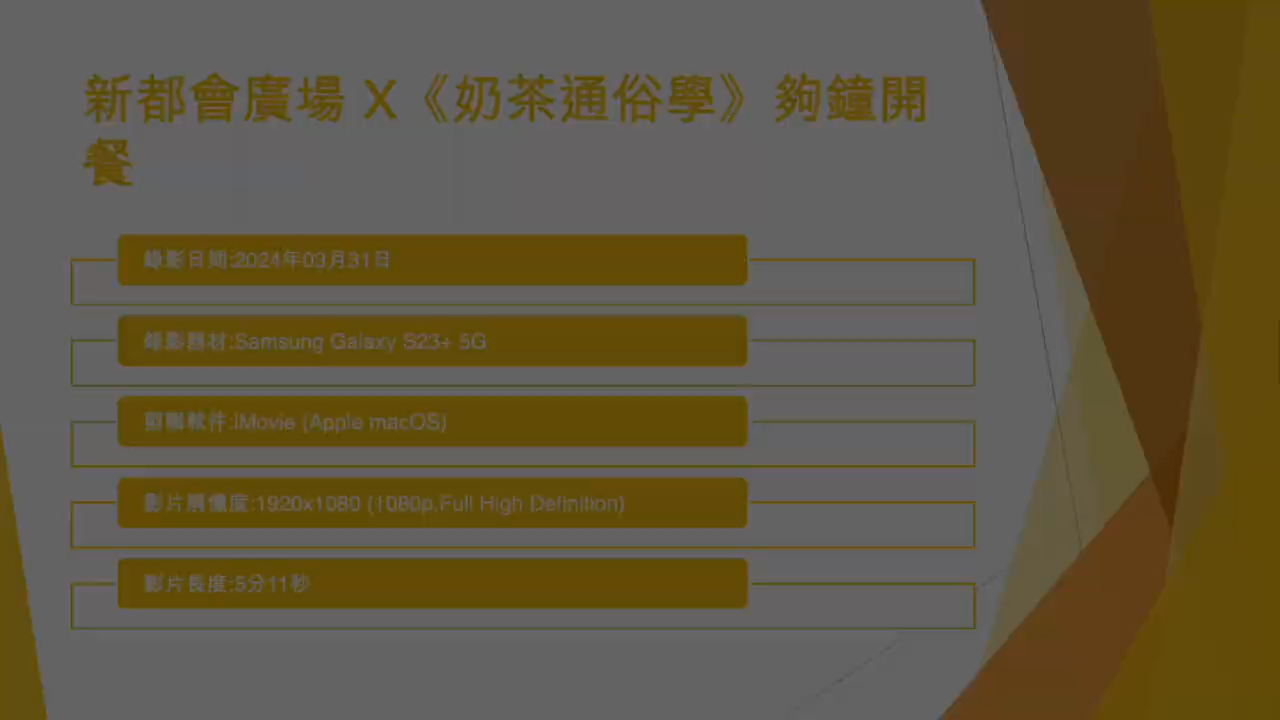 新都會廣場 X《奶茶通俗學》夠鐘開
餐
錄影日期:2024年03月31日
錄影器材:Samsung Galaxy S23+ 5G
剪輯軟件:iMovie (Apple macOS)
影片解像度:1920x1080 (1080p,Full High Definition)
影片長度:5分11秒